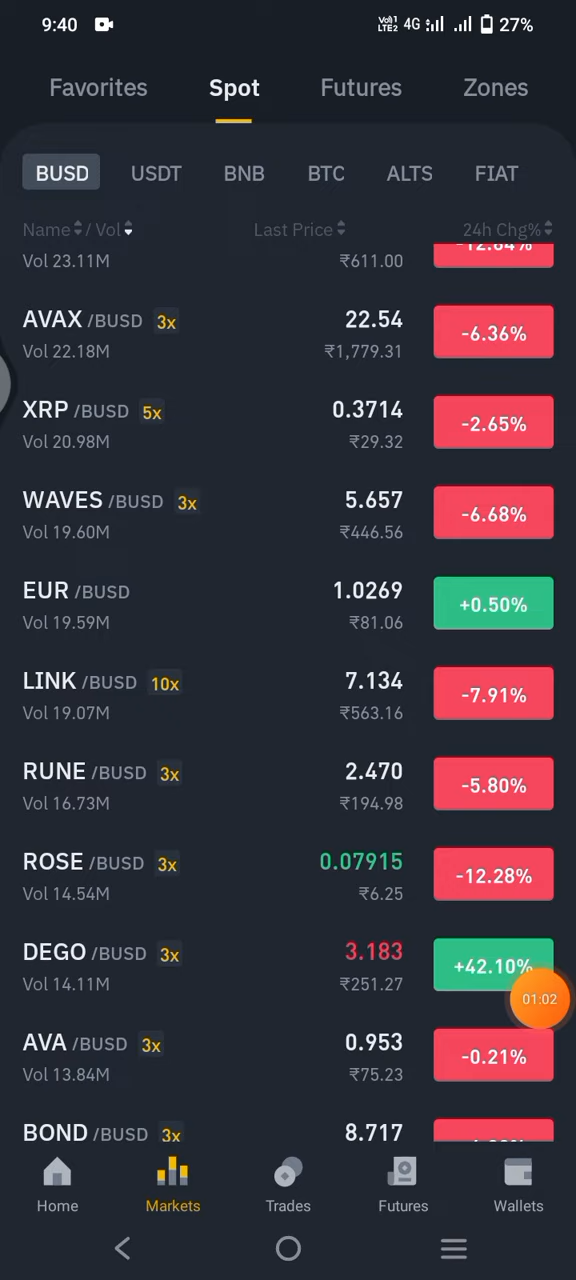 9:40 Vo1) LTE2 4G 27%
Favorites Spot Futures Zones
BUSD USDT BNB BTC ALTS FIAT
Name / Vol Last Price 24h Chg%
-12.84%
Vol 23.11M ₹611.00
AVAX /BUSD 3x 22.54
-6.36%
Vol 22.18M ₹1,779.31
XRP /BUSD 5x 0.3714
-2.65%
Vol 20.98M ₹29.32
WAVES /BUSD 3x 5.657
-6.68%
Vol 19.60M ₹446.56
EUR /BUSD 1.0269
+0.50%
Vol 19.59M ₹81.06
LINK /BUSD 10x 7.134
-7.91%
Vol 19.07M ₹563.16
RUNE /BUSD 3x 2.470
-5.80%
Vol 16.73M ₹194.98
ROSE /BUSD 3x 0.07915
-12.28%
Vol 14.54M ₹6.25
DEGO /BUSD 3x 3.183
+42.10%
Vol 14.11M ₹251.27
01:02
AVA /BUSD 3x 0.953
-0.21%
Vol 13.84M ₹75.23
BOND /BUSD 3x 8.717
Home Markets Trades Futures Wallets